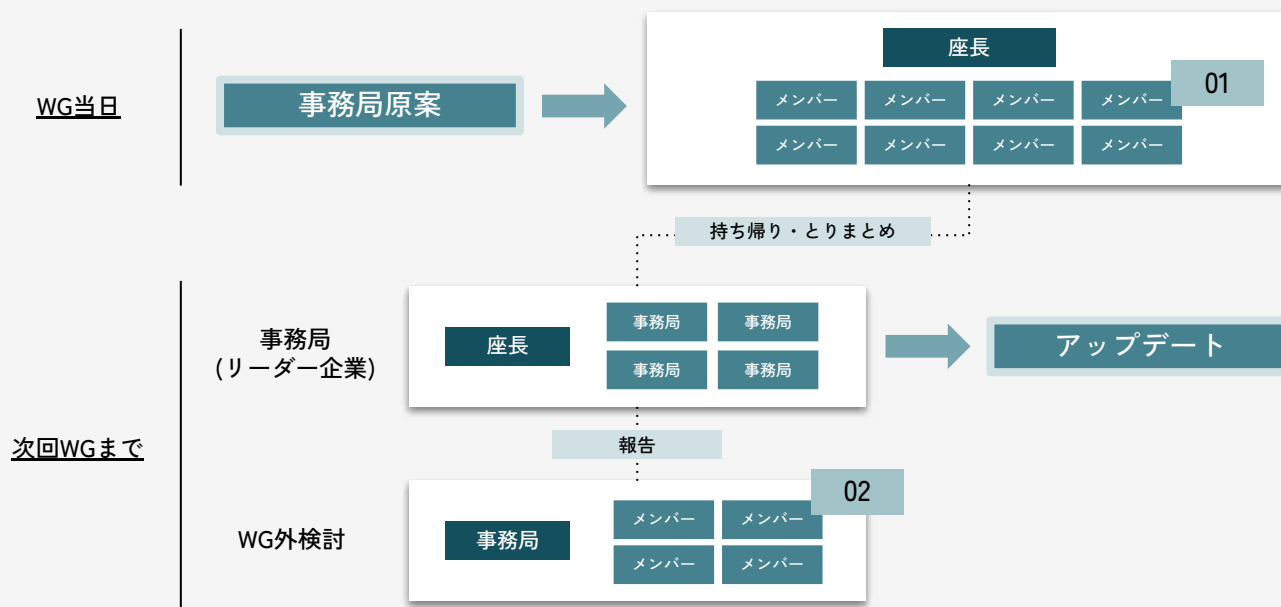 WG当日
事務局原案
座長
01
メンバー メンバー メンバー メンバー
メンバー メンバー メンバー メンバー
持ち帰り・とりまとめ
次回WGまで
事務局
(リーダー企業)
座長
事務局 事務局
事務局 事務局
アップデート
報告
WG外検討
事務局
02
メンバー メンバー
メンバー メンバー